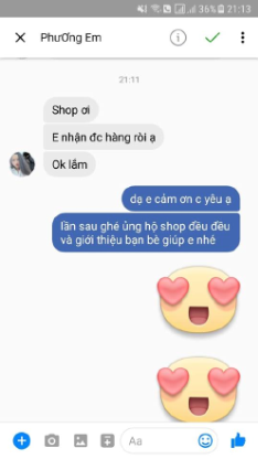 36% 21:13
PhưƠng Em
21:11
Shop ơi
E nhận đc hàng ròi ạ
Ok lắm
dạ e cảm ơn c yêu ạ
lần sau ghé ủng hộ shop đều đều
và giới thiệu bạn bè giúp e nhé
Aa